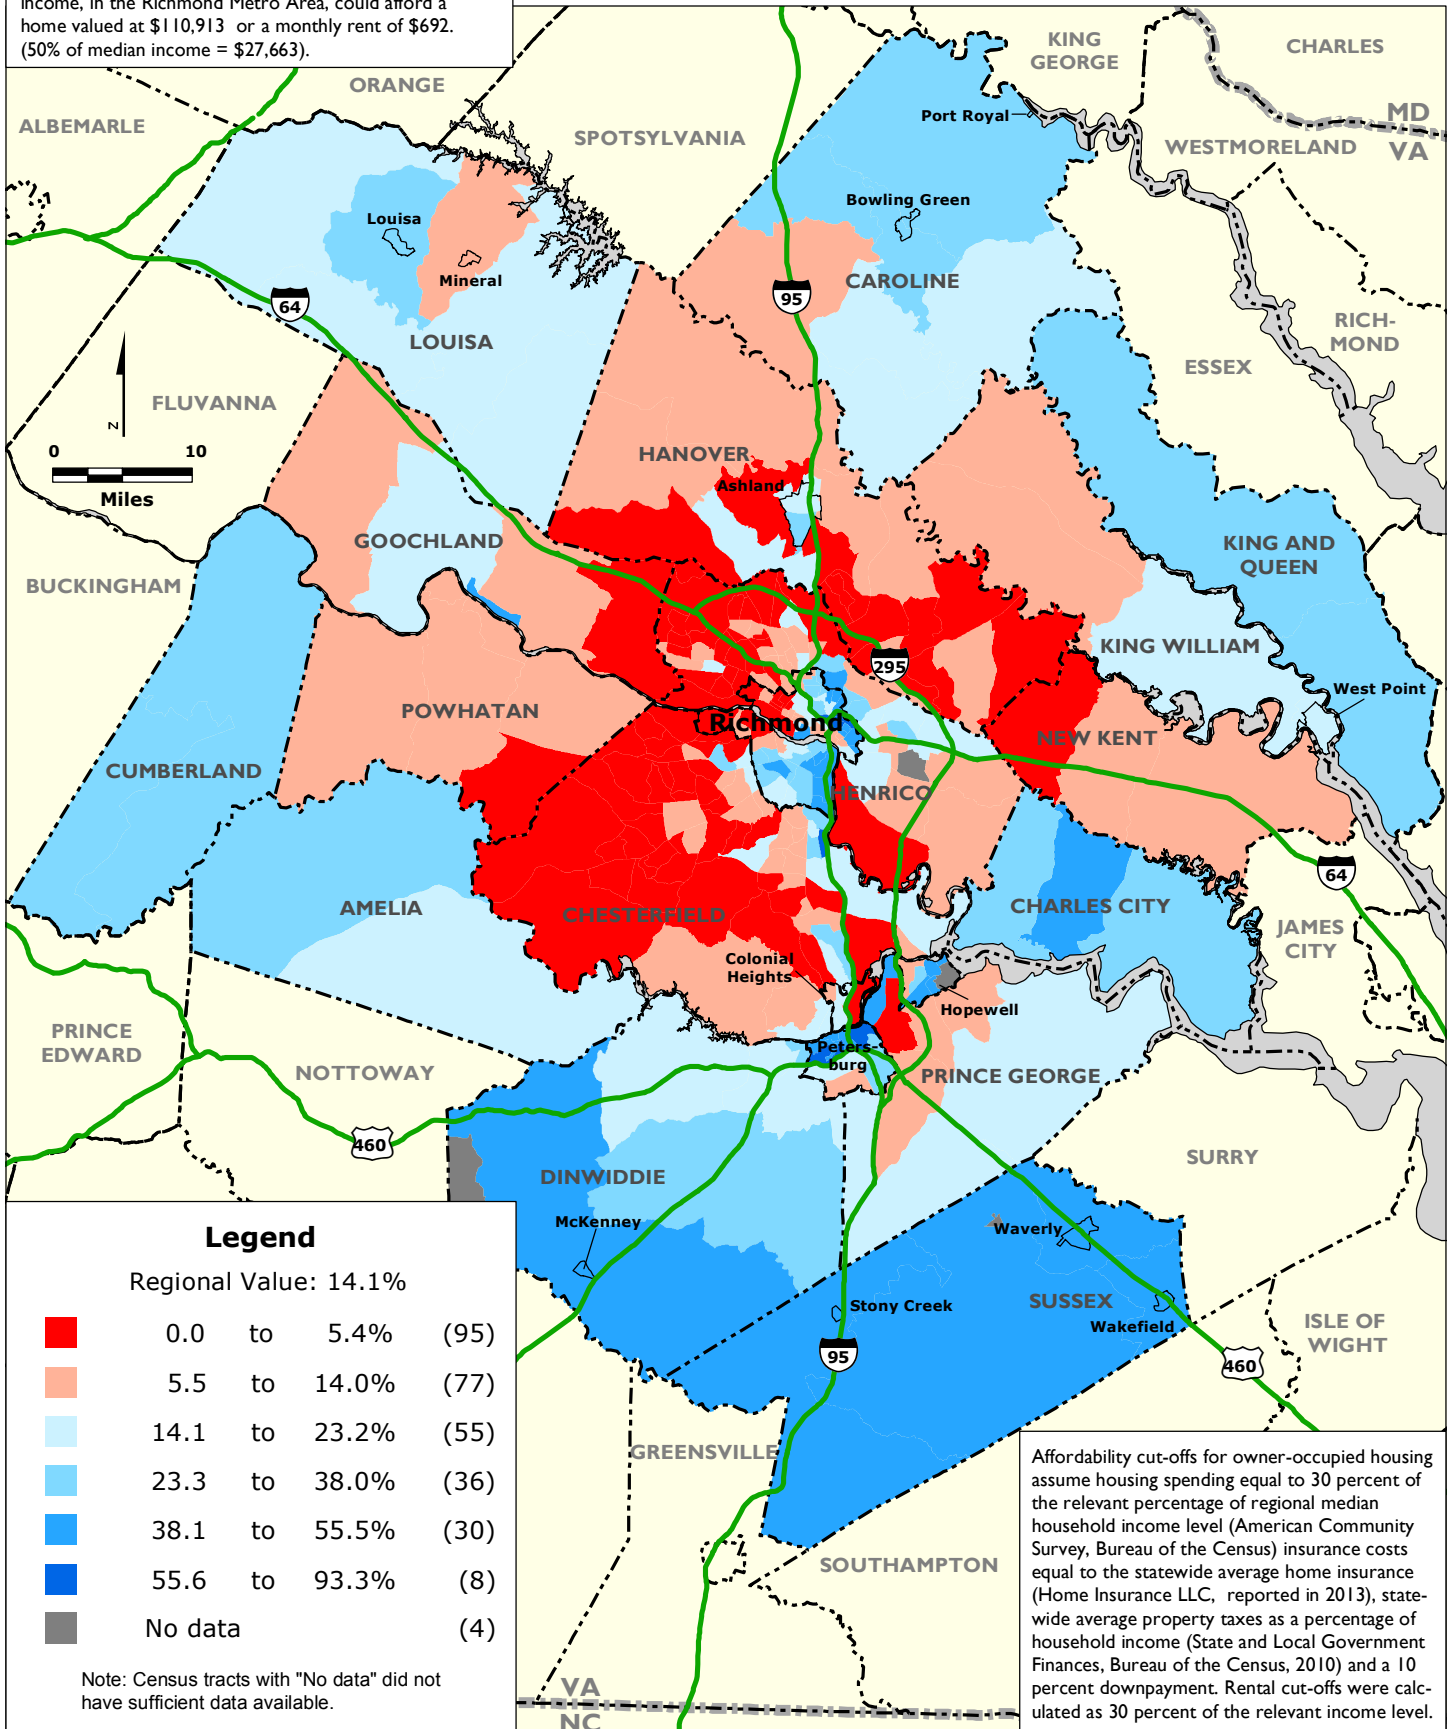 income, in the Richmond Metro Area, could afford a
home valued at $110,913 or a monthly rent of $692.
(50% of median income = $27,663).
KING
GEORGE
CHARLES
ORANGE
ALBEMARLE
SPOTSYLVANIA
Port Royal
MD
VA
WESTMORELAND
Louisa
Bowling Green
Mineral
CAROLINE
64
95
RICH-
MOND
LOUISA
ESSEX
FLUVANNA
N
0 10
Miles
HANOVER
Ashland
GOOCHLAND
KING AND
QUEEN
BUCKINGHAM
KING WILLIAM
295
West Point
POWHATAN
Richmond
NEW KENT
CUMBERLAND
HENRICO
64
AMELIA
CHESTERFIELD
CHARLES CITY
JAMES
CITY
Colonial
Heights
Hopewell
PRINCE
EDWARD
NOTTOWAY
Peters-
burg
PRINCE GEORGE
460
SURRY
DINWIDDIE
McKenney
Waverly
Stony Creek
SUSSEX
Wakefield
ISLE OF
WIGHT
95
460
GREENSVILLE
SOUTHAMPTON
VA
NC
Legend
Regional Value: 14.1%
0.0 to 5.4% (95)
5.5 to 14.0% (77)
14.1 to 23.2% (55)
23.3 to 38.0% (36)
38.1 to 55.5% (30)
55.6 to 93.3% (8)
No data (4)
Note: Census tracts with "No data" did not
have sufficient data available.
Affordability cut-offs for owner-occupied housing
assume housing spending equal to 30 percent of
the relevant percentage of regional median
household income level (American Community
Survey, Bureau of the Census) insurance costs
equal to the statewide average home insurance
(Home Insurance LLC, reported in 2013), state-
wide average property taxes as a percentage of
household income (State and Local Government
Finances, Bureau of the Census, 2010) and a 10
percent downpayment. Rental cut-offs were calc-
ulated as 30 percent of the relevant income level.